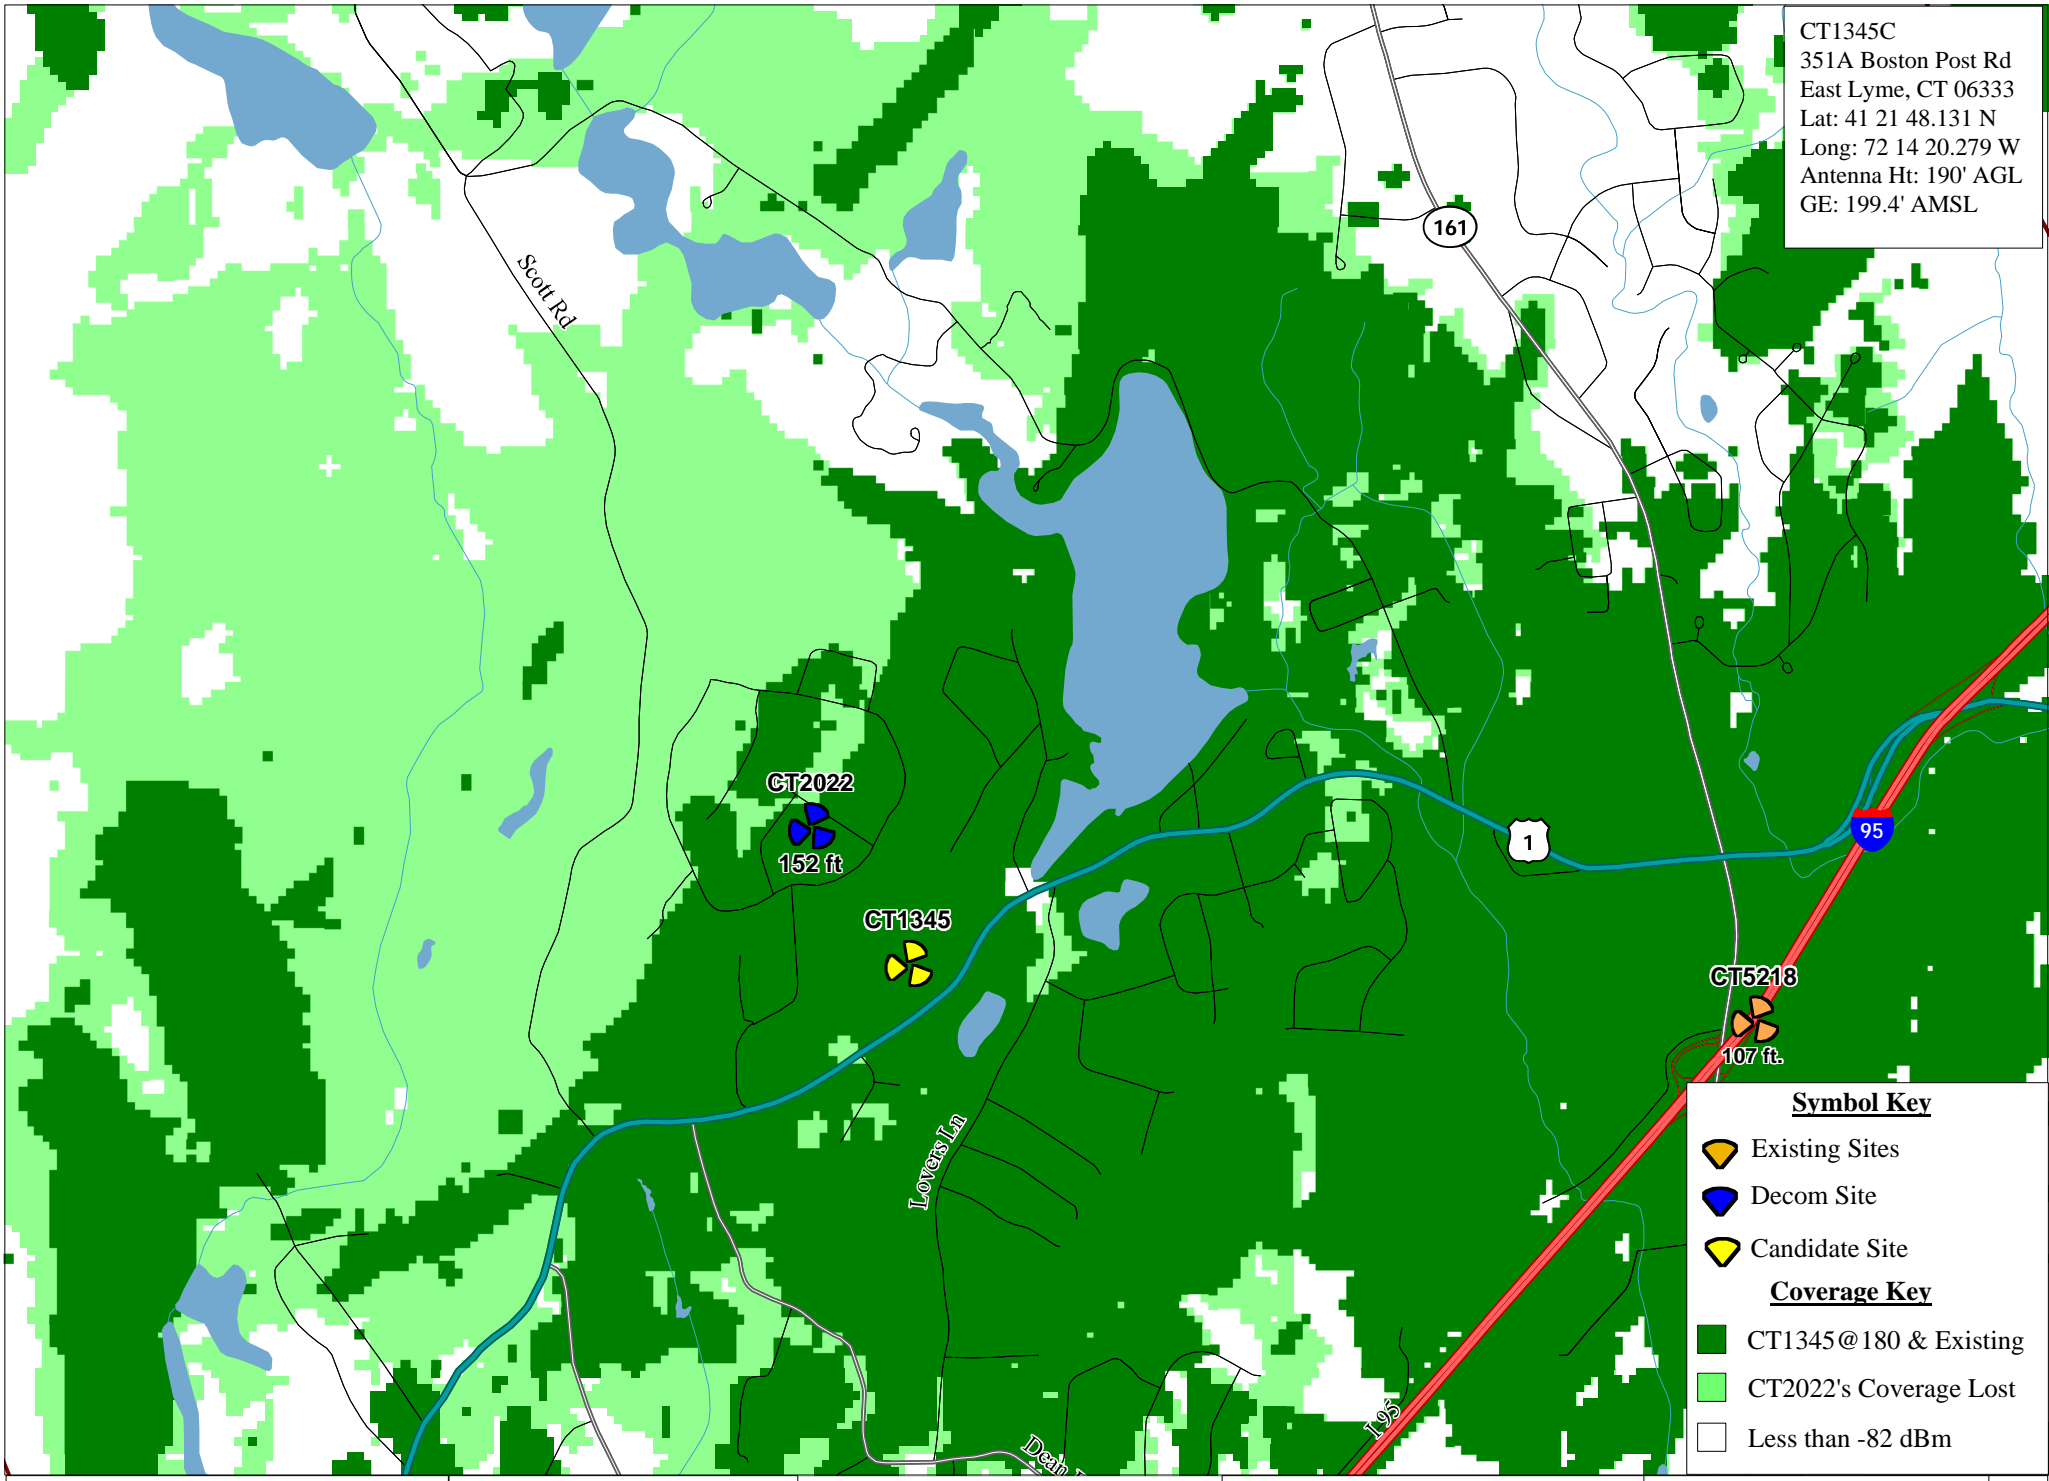 CT1345C
351A Boston Post Rd
East Lyme, CT 06333
Lat: 41 21 48.131 N
Long: 72 14 20.279 W
Antenna Ht: 190' AGL
GE: 199.4' AMSL
161
Scott Rd
CT2022
152 ft
1
95
CT1345
CT5218
107 ft.
Lovers Ln
I 95
Dean
Symbol Key
Existing Sites
Decom Site
Candidate Site
Coverage Key
CT1345@180 & Existing
CT2022's Coverage Lost
Less than -82 dBm